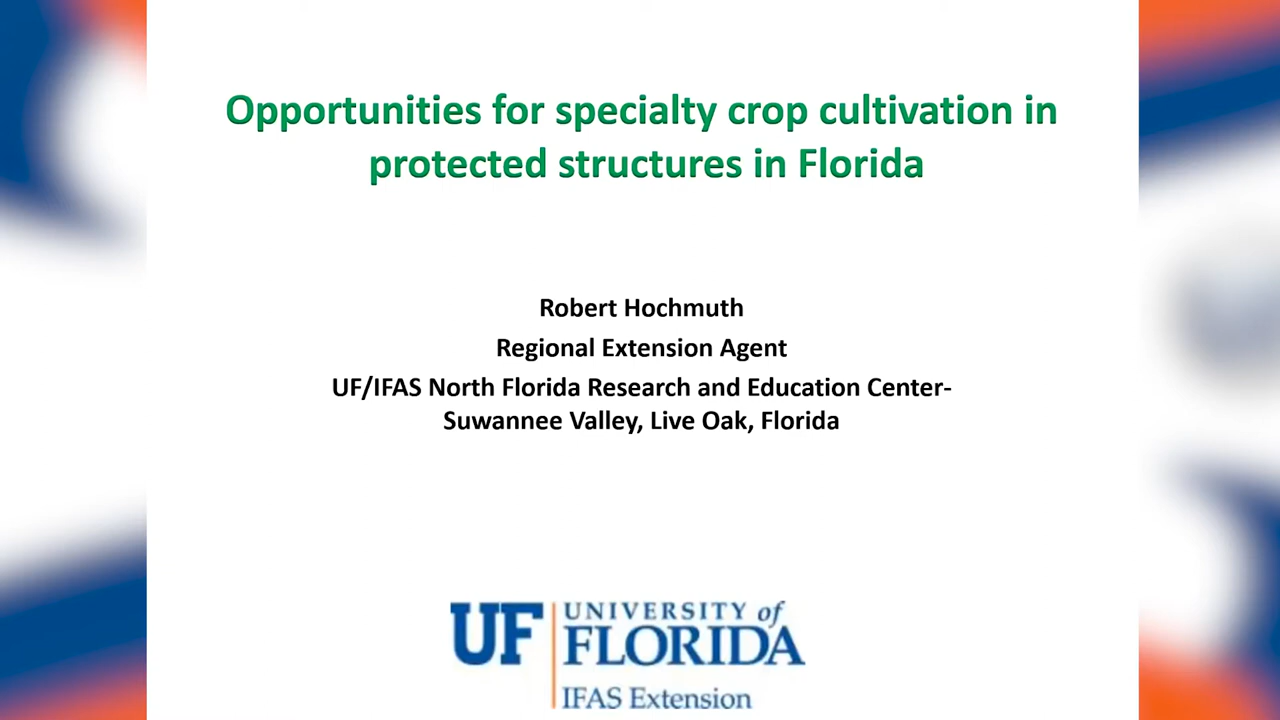 Opportunities for specialty crop cultivation in
protected structures in Florida
Robert Hochmuth
Regional Extension Agent
UF/IFAS North Florida Research and Education Center-
Suwannee Valley, Live Oak, Florida
UF UNIVERSITY of
FLORIDA
IFAS Extension